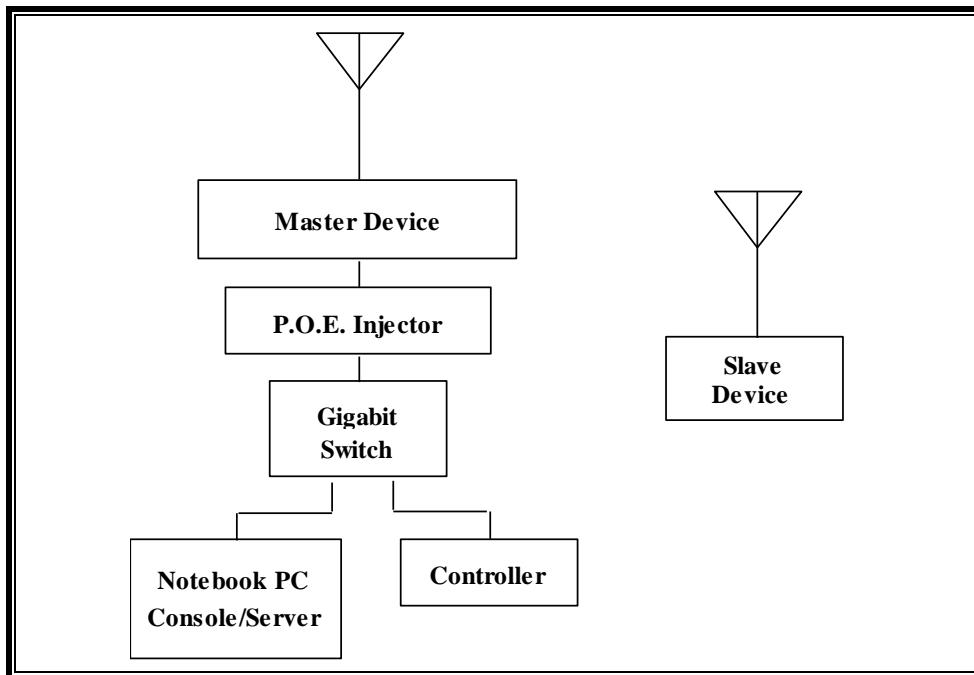 Master Device
P.O.E. Injector
Gigabit
Switch
Notebook PC
Console/Server
Controller
Slave
Device